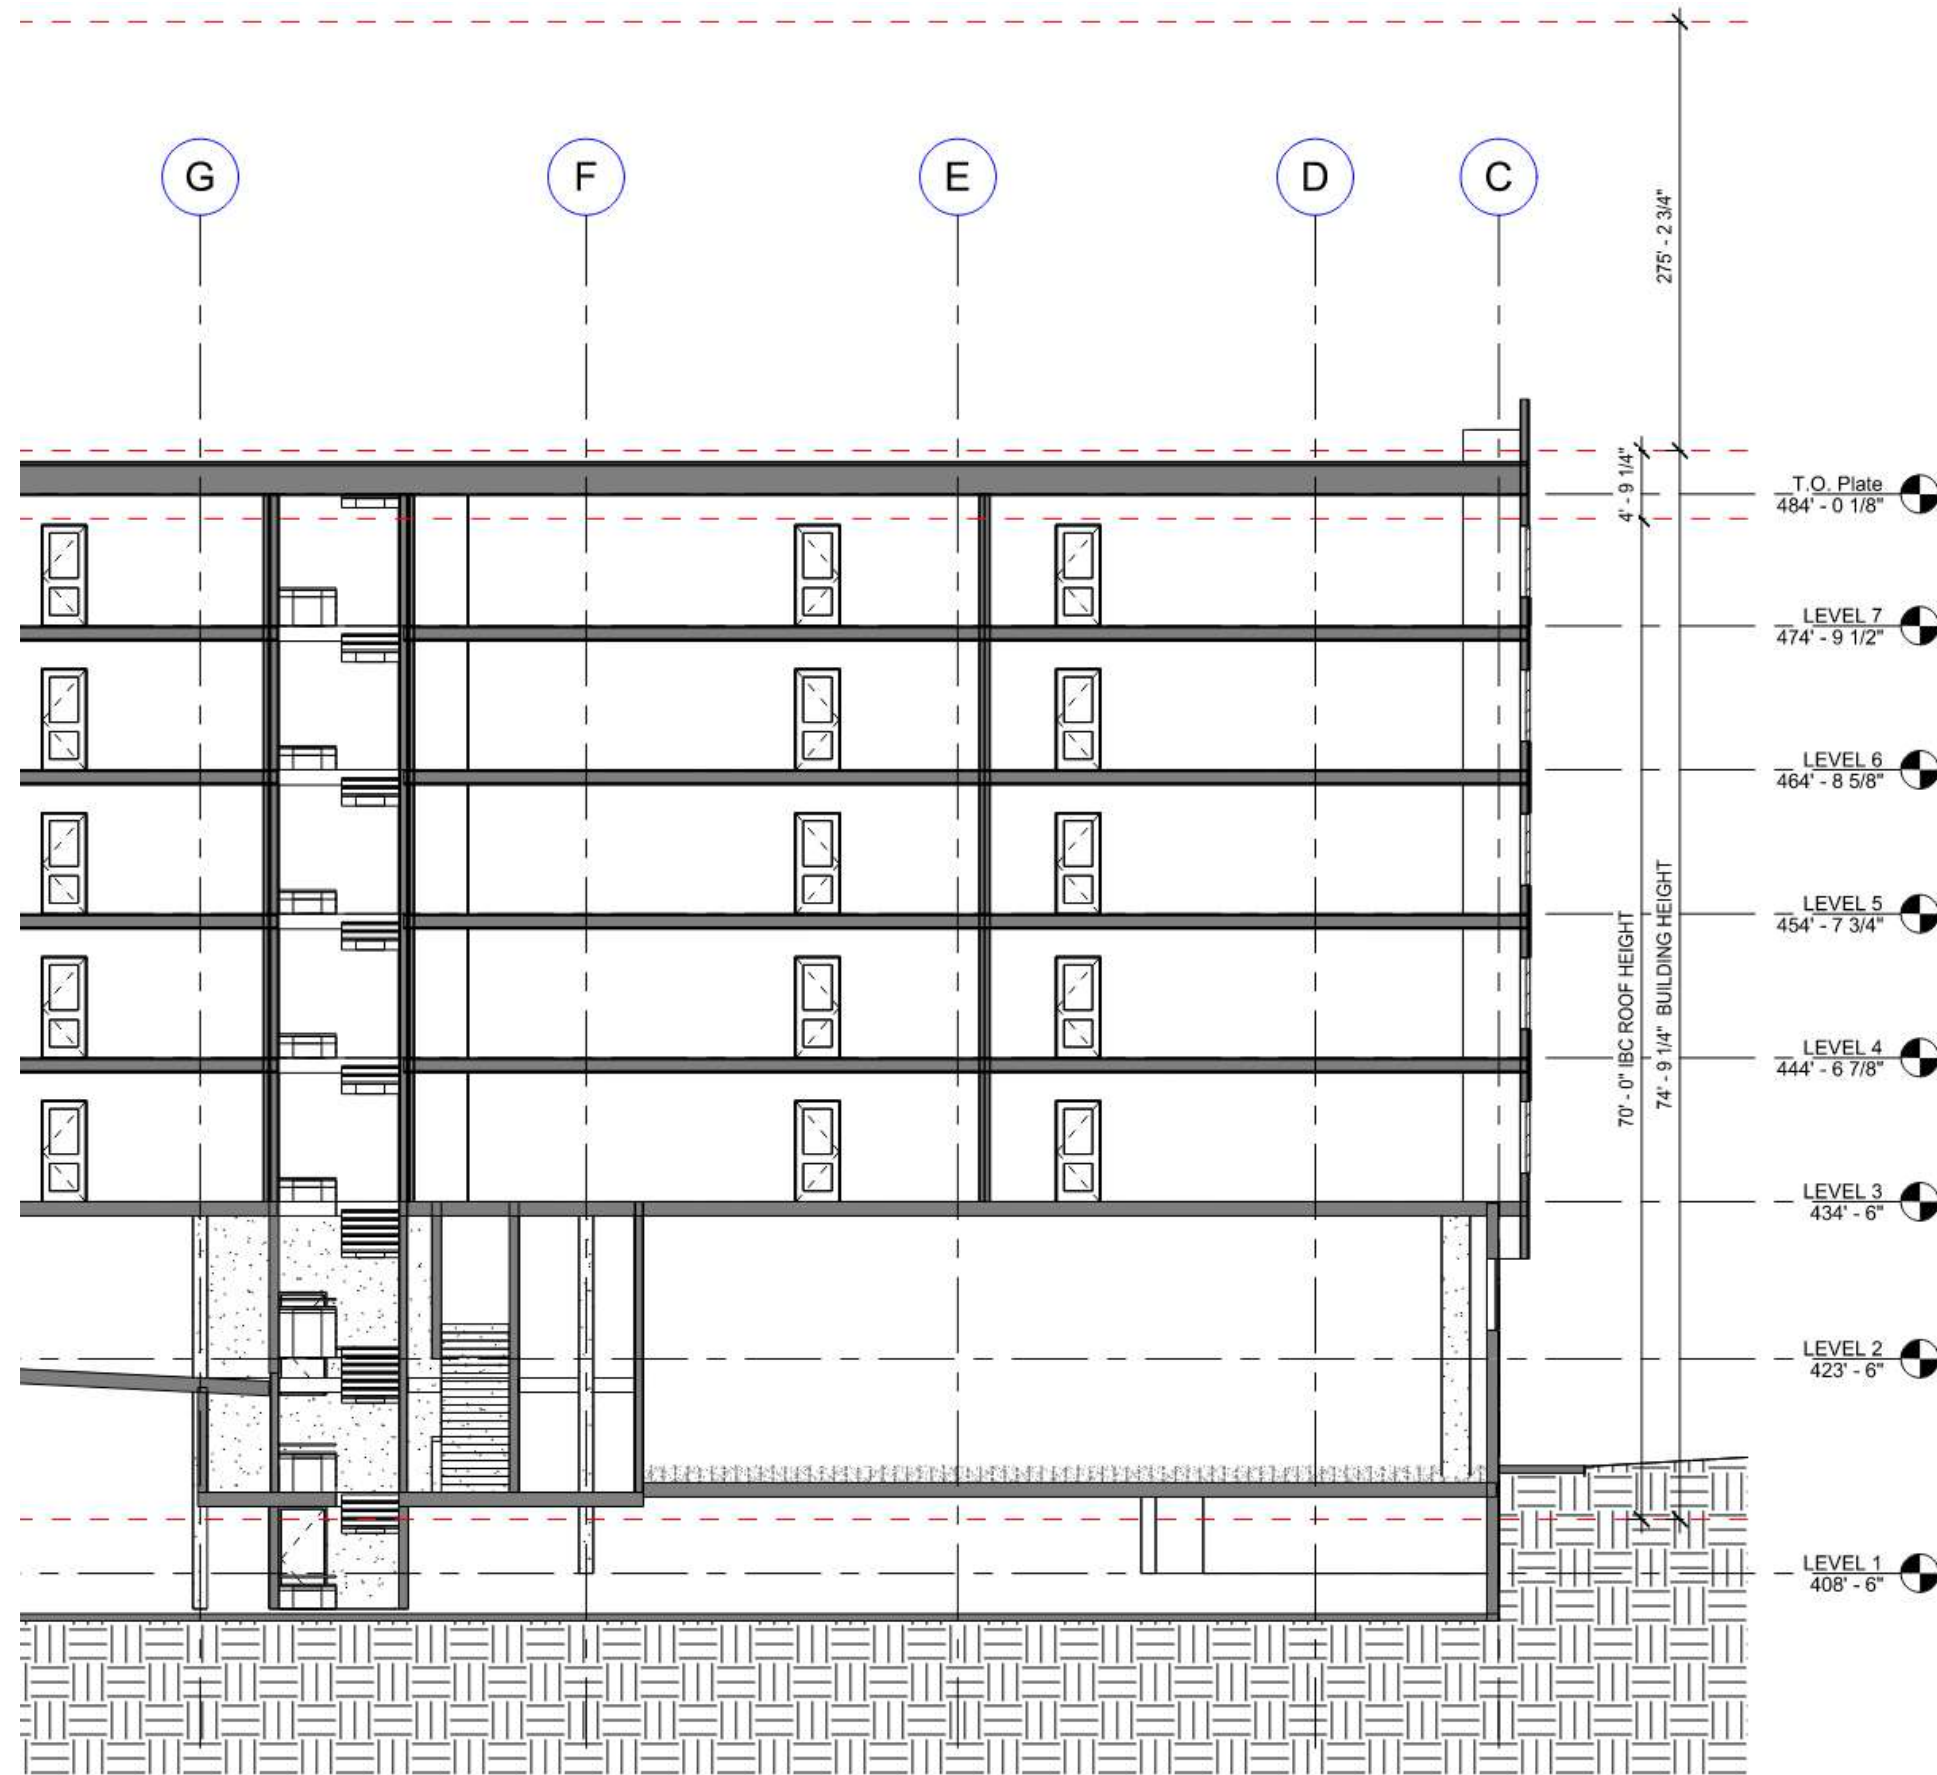 G
F
E
D
C
275' - 2 3/4"
4' - 9 1/4"
T.O. Plate
484' - 0 1/8"
LEVEL 7
474' - 9 1/2"
LEVEL 6
464' - 8 5/8"
LEVEL 5
454' - 7 3/4"
70' - 0" IBC ROOF HEIGHT
74' - 9 1/4" BUILDING HEIGHT
LEVEL 4
444' - 6 7/8"
LEVEL 3
434' - 6"
LEVEL 2
423' - 6"
LEVEL 1
408' - 6"